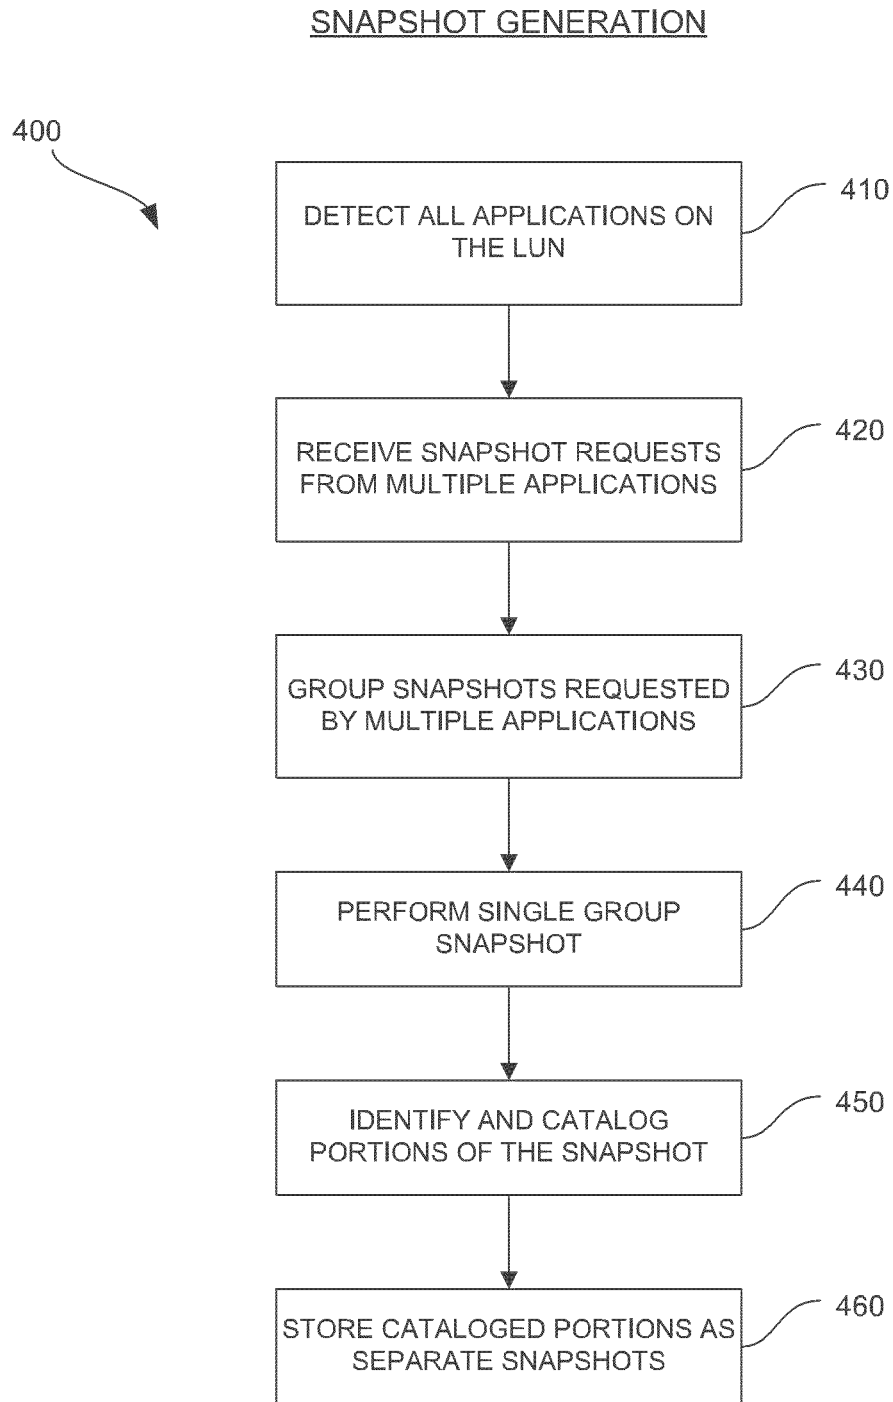 SNAPSHOT GENERATION
400
DETECT ALL APPLICATIONS ON
THE LUN
410
RECEIVE SNAPSHOT REQUESTS
FROM MULTIPLE APPLICATIONS
420
GROUP SNAPSHOTS REQUESTED
BY MULTIPLE APPLICATIONS
430
PERFORM SINGLE GROUP
SNAPSHOT
440
IDENTIFY AND CATALOG
PORTIONS OF THE SNAPSHOT
450
STORE CATALOGED PORTIONS AS
SEPARATE SNAPSHOTS
460